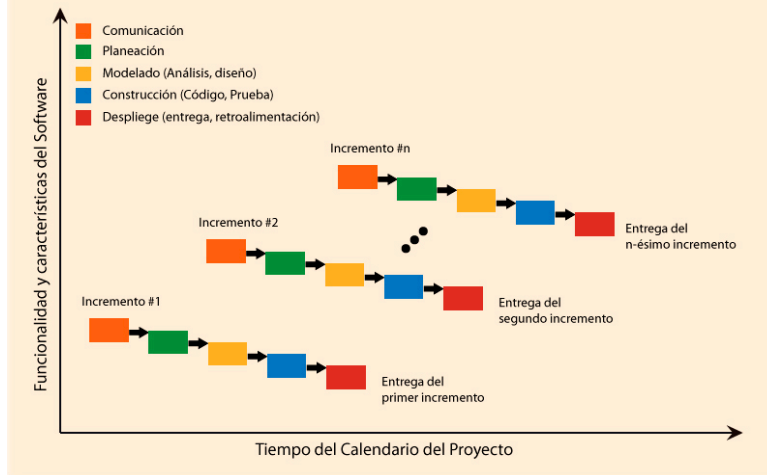 Comunicación
Planeación
Modelado (Análisis, diseño)
Construcción (Código, Prueba)
Despliege (entrega, retroalimentación)
Funcionalidad y características del Software
Incremento #n
Entrega del
n-ésimo incremento
Incremento #2
Entrega del
segundo incremento
Incremento #1
Entrega del
primer incremento
Tiempo del Calendario del Proyecto